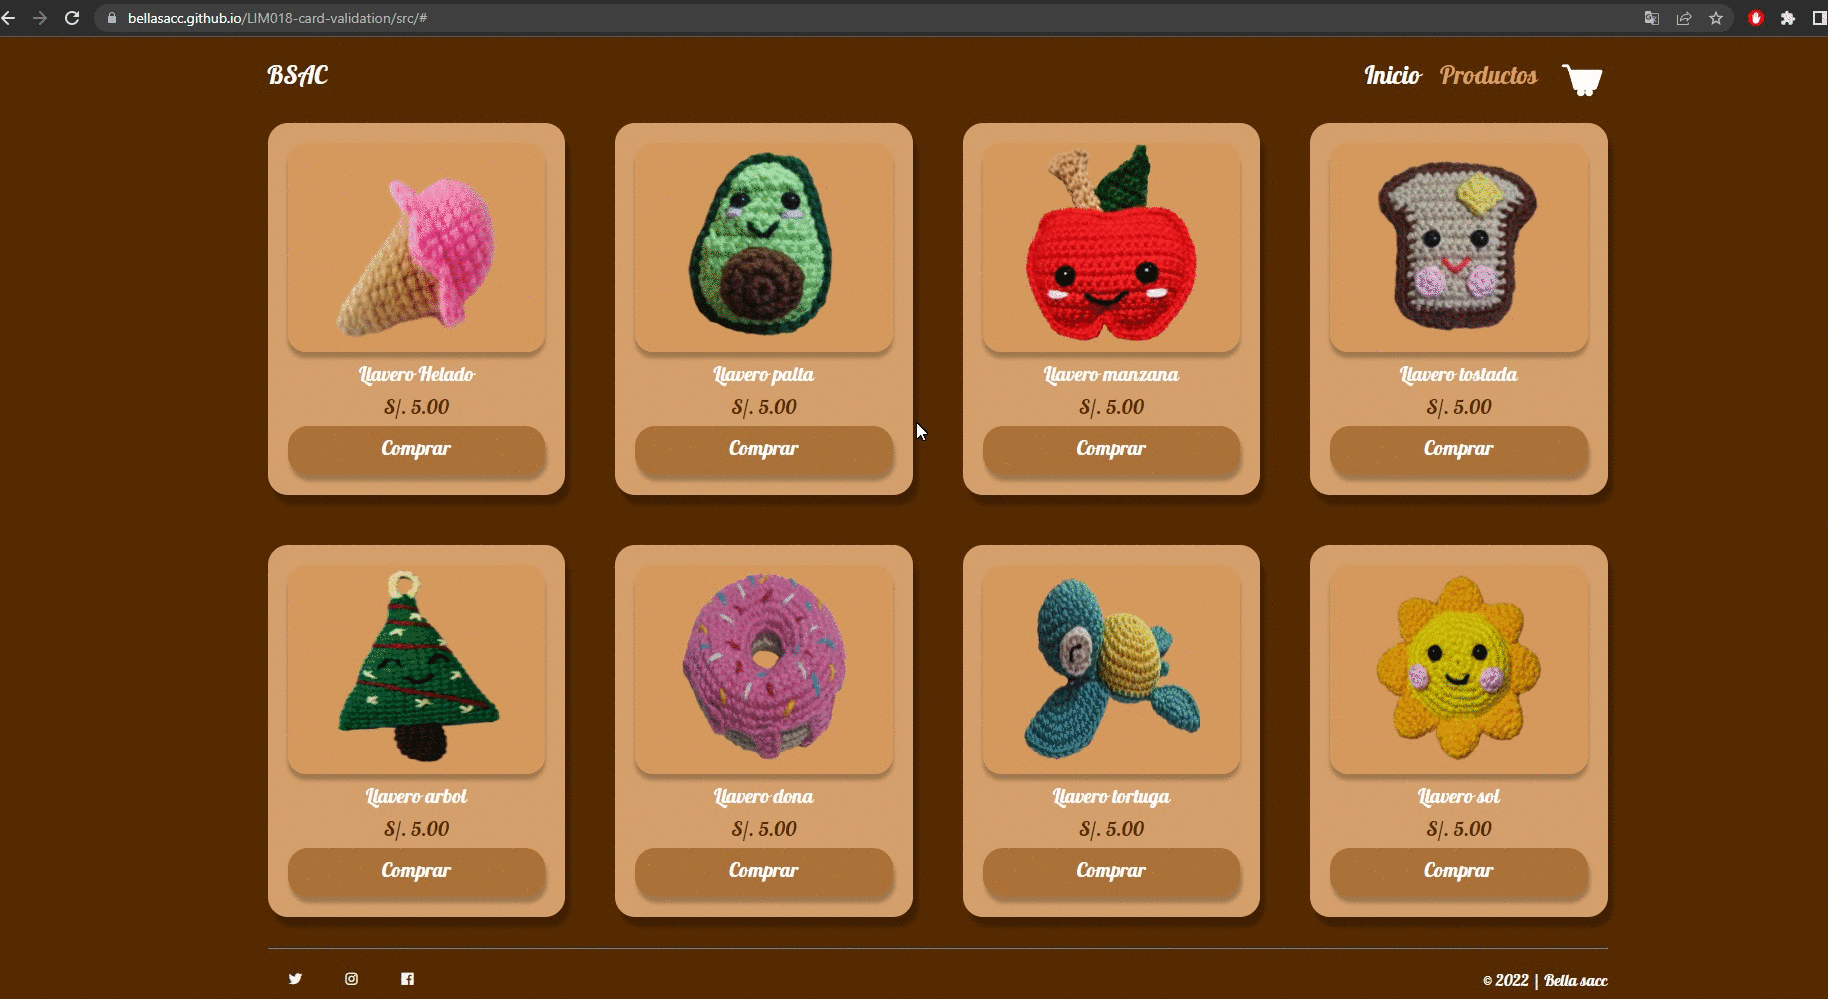 bellasacc.github.io/LIM018-card-validation/src/#
BSAC
Inicio Productos
Llavero Helado
S/. 5.00
Comprar
Llavero palta
S/. 5.00
Comprar
Llavero manzana
S/. 5.00
Comprar
Llavero tostada
S/. 5.00
Comprar
Llavero arbol
S/. 5.00
Comprar
Llavero dona
S/. 5.00
Comprar
Llavero tortuga
S/. 5.00
Comprar
Llavero sol
S/. 5.00
Comprar
© 2022 | Bella sacc